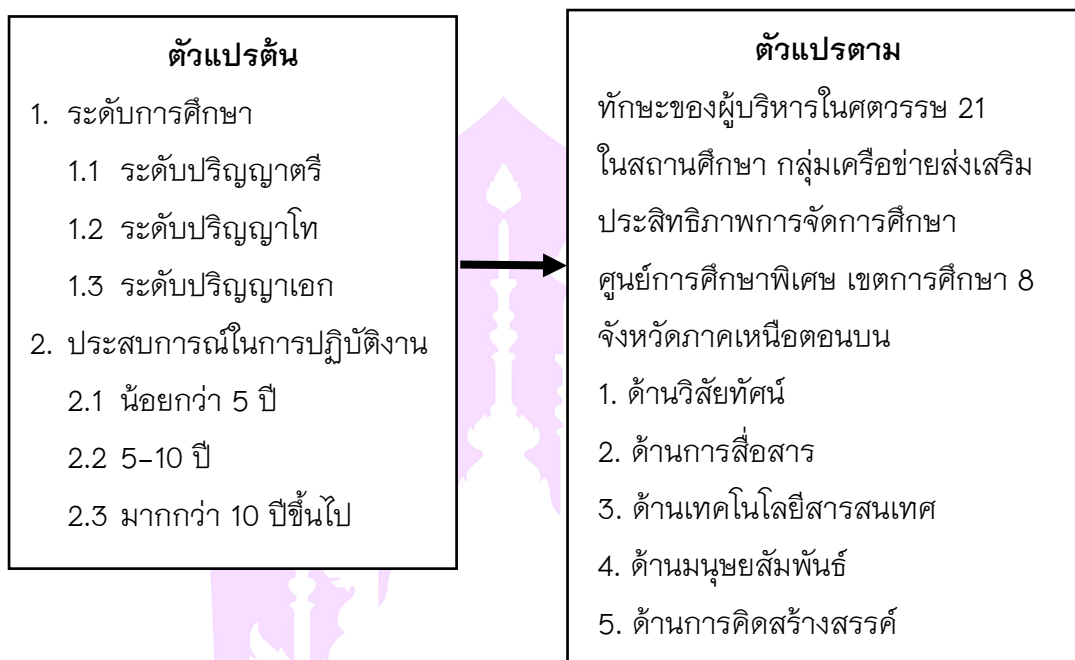 ตัวแปรต้น
1. ระดับการศึกษา
1.1 ระดับปริญญาตรี
1.2 ระดับปริญญาโท
1.3 ระดับปริญญาเอก
2. ประสบการณ์ในการปฏิบัติงาน
2.1 น้อยกว่า 5 ปี
2.2 5–10 ปี
2.3 มากกว่า 10 ปีขึ้นไป
ตัวแปรตาม
ทักษะของผู้บริหารในศตวรรษ 21
ในสถานศึกษา กลุ่มเครือข่ายส่งเสริม
ประสิทธิภาพการจัดการศึกษา
ศูนย์การศึกษาพิเศษ เขตการศึกษา 8
จังหวัดภาคเหนือตอนบน
1. ด้านวิสัยทัศน์
2. ด้านการสื่อสาร
3. ด้านเทคโนโลยีสารสนเทศ
4. ด้านมนุษยสัมพันธ์
5. ด้านการคิดสร้างสรรค์